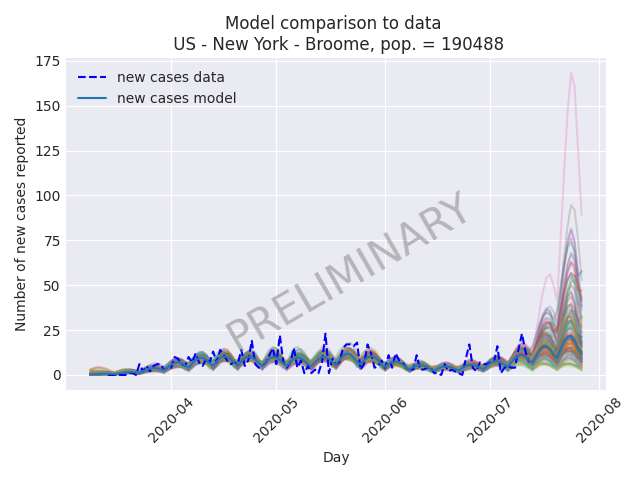 Model comparison to data
US - New York - Broome, pop. = 190488
175
150
125
100
75
50
25
0
Number of new cases reported
new cases data
new cases model
PRELIMINARY
2020-04
2020-05
2020-06
2020-07
2020-08
Day